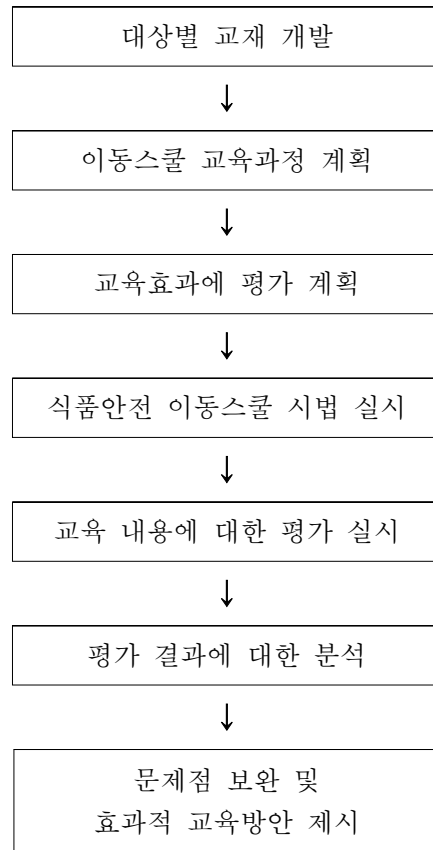 대상별 교재 개발
↓
이동스쿨 교육과정 계획
↓
교육효과에 평가 계획
↓
식품안전 이동스쿨 시범 실시
↓
교육 내용에 대한 평가 실시
↓
평가 결과에 대한 분석
↓
문제점 보완 및
효과적 교육방안 제시